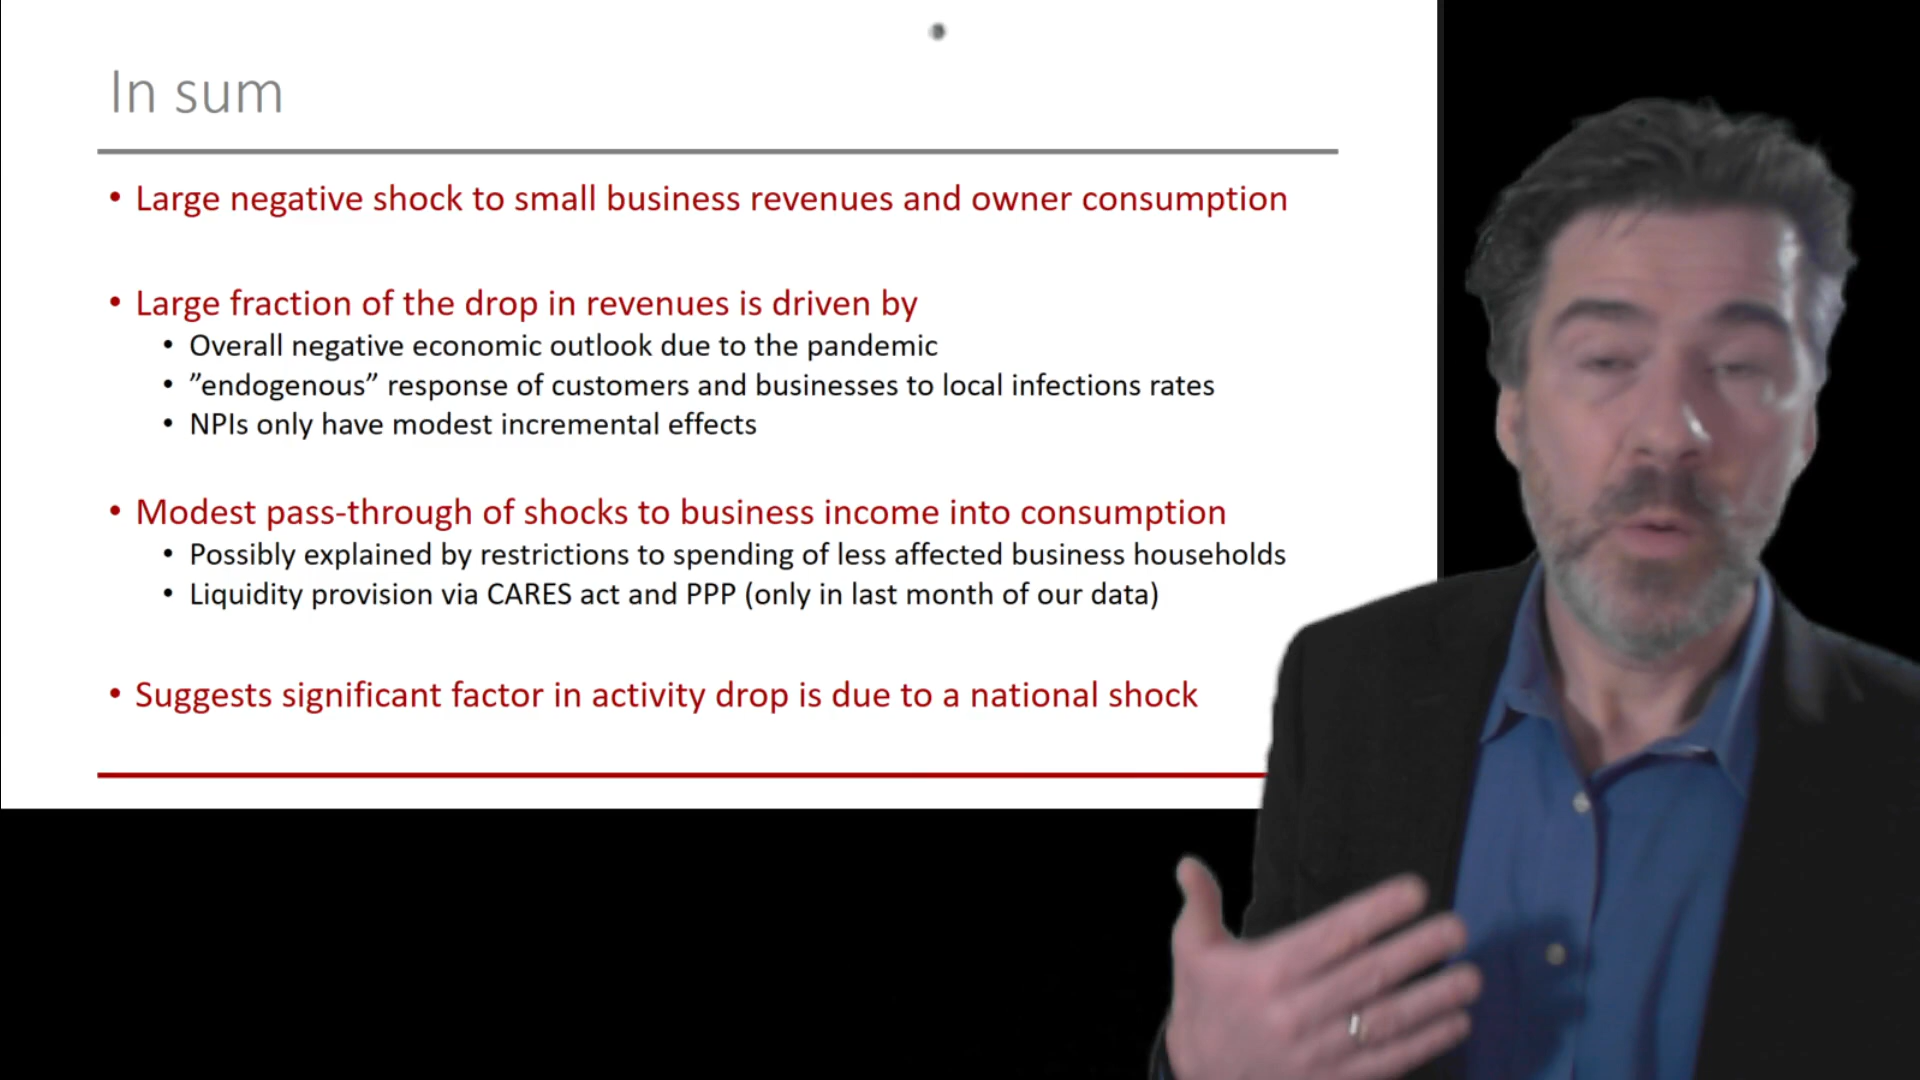 In sum
• Large negative shock to small business revenues and owner consumption
• Large fraction of the drop in revenues is driven by
• Overall negative economic outlook due to the pandemic
• ”endogenous” response of customers and businesses to local infections rates
• NPIs only have modest incremental effects
• Modest pass-through of shocks to business income into consumption
• Possibly explained by restrictions to spending of less affected business households
• Liquidity provision via CARES act and PPP (only in last month of our data)
• Suggests significant factor in activity drop is due to a national shock